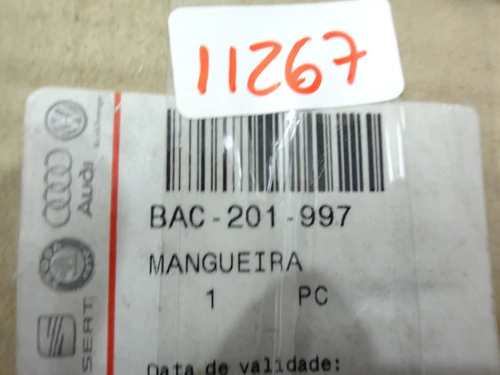 11267
BAC-201-997
MANGUEIRA
1 PC
Data de validade:
Audi
SEAT